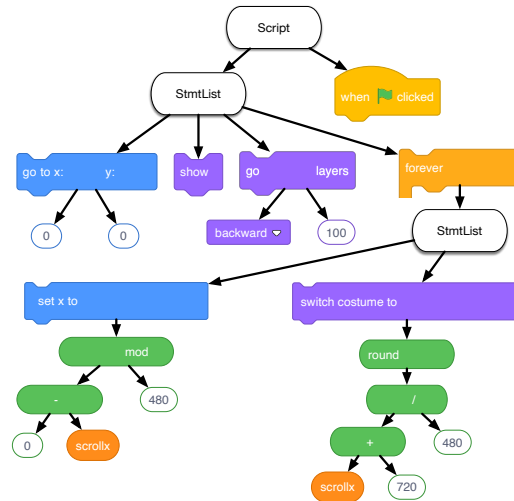 Script
when clicked
StmtList
go to x: y:
show
go layers
forever
0
0
backward
100
StmtList
set x to
switch costume to
mod
round
-
480
/
0
scrollx
+
480
scrollx
720